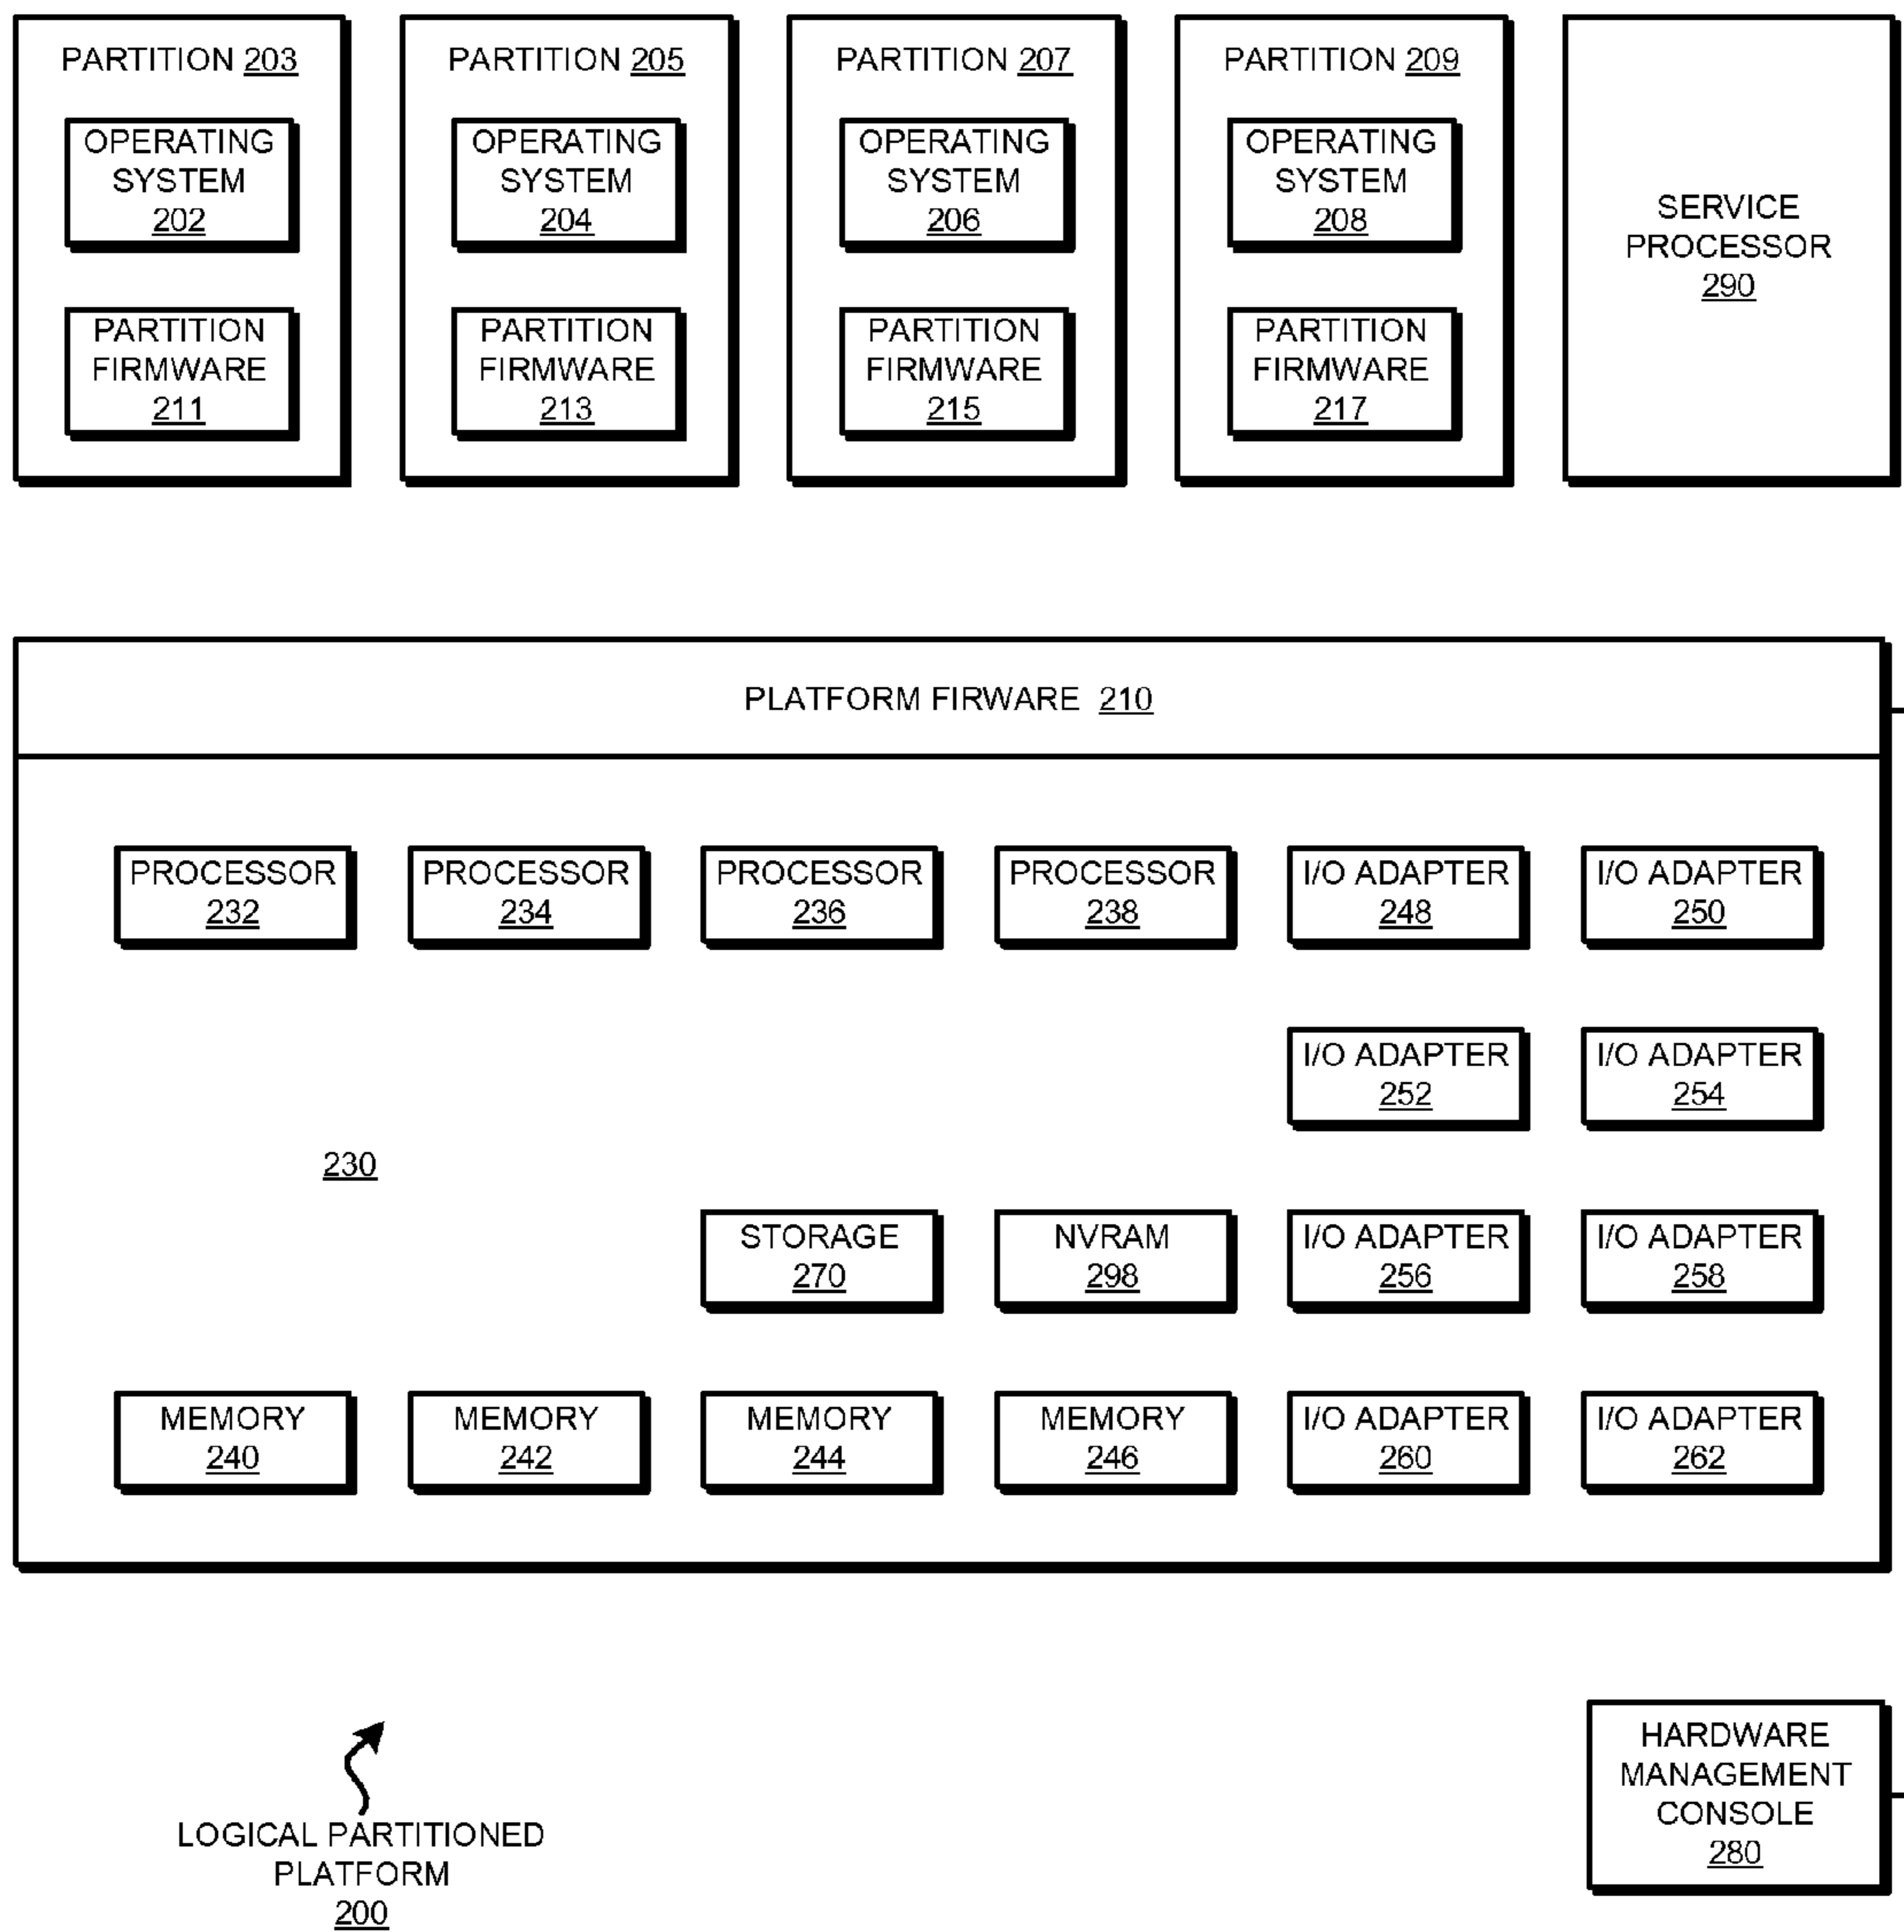 PARTITION 203
OPERATING
SYSTEM
202
PARTITION
FIRMWARE
211
PARTITION 205
OPERATING
SYSTEM
204
PARTITION
FIRMWARE
213
PARTITION 207
OPERATING
SYSTEM
206
PARTITION
FIRMWARE
215
PARTITION 209
OPERATING
SYSTEM
208
PARTITION
FIRMWARE
217
SERVICE
PROCESSOR
290
PLATFORM FIRWARE 210
PROCESSOR
232
PROCESSOR
234
PROCESSOR
236
PROCESSOR
238
I/O ADAPTER
248
I/O ADAPTER
250
I/O ADAPTER
252
I/O ADAPTER
254
230
STORAGE
270
NVRAM
298
I/O ADAPTER
256
I/O ADAPTER
258
MEMORY
240
MEMORY
242
MEMORY
244
MEMORY
246
I/O ADAPTER
260
I/O ADAPTER
262
LOGICAL PARTITIONED
PLATFORM
200
HARDWARE
MANAGEMENT
CONSOLE
280